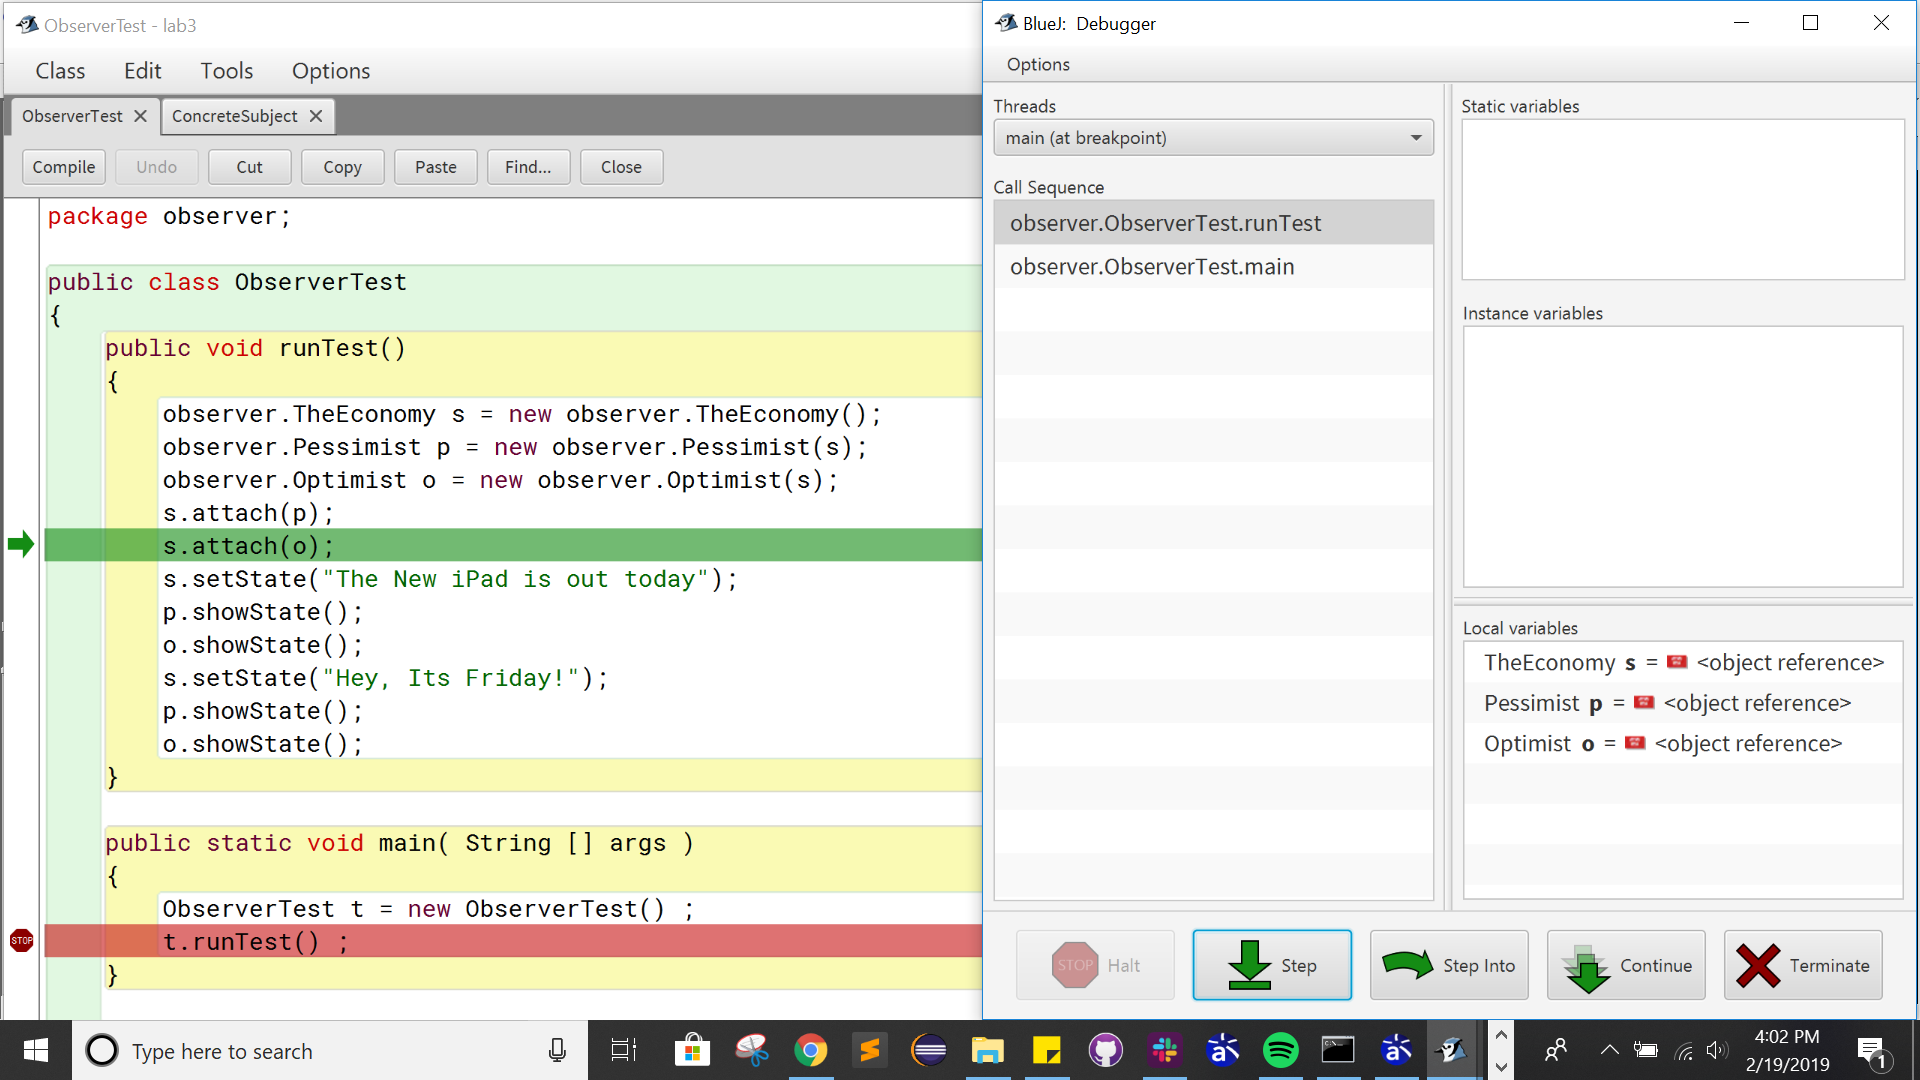 ObserverTest - lab3
Class Edit Tools Options
ObserverTest ConcreteSubject
Compile Undo Cut Copy Paste Find... Close
package observer;
public class ObserverTest
{
public void runTest()
{
observer.TheEconomy s = new observer.TheEconomy();
observer.Pessimist p = new observer.Pessimist(s);
observer.Optimist o = new observer.Optimist(s);
s.attach(p);
s.attach(o);
s.setState("The New iPad is out today");
p.showState();
o.showState();
s.setState("Hey, Its Friday!");
p.showState();
o.showState();
}
public static void main( String [] args )
{
ObserverTest t = new ObserverTest() ;
STOP t.runTest() ;
}
BlueJ: Debugger
Options
Threads
main (at breakpoint)
Call Sequence
observer.ObserverTest.runTest
observer.ObserverTest.main
Static variables
Instance variables
Local variables
TheEconomy s = <object reference>
Pessimist p = <object reference>
Optimist o = <object reference>
STOP Halt Step Step Into Continue Terminate
Type here to search
4:02 PM
2/19/2019
1